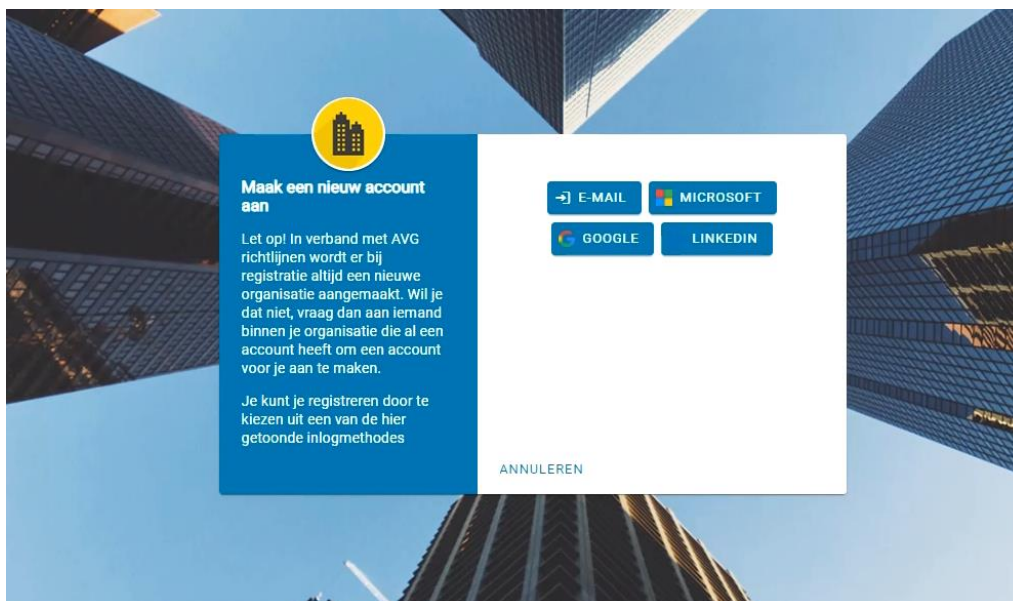 Maak een nieuw account
aan
Let op! In verband met AVG
richtlijnen wordt er bij
registratie altijd een nieuwe
organisatie aangemaakt. Wil je
dat niet, vraag dan aan iemand
binnen je organisatie die al een
account heeft om een account
voor je aan te maken.
Je kunt je registreren door te
kiezen uit een van de hier
getoonde inlogmethodes
E-MAIL MICROSOFT
GOOGLE LINKEDIN
ANNULEREN